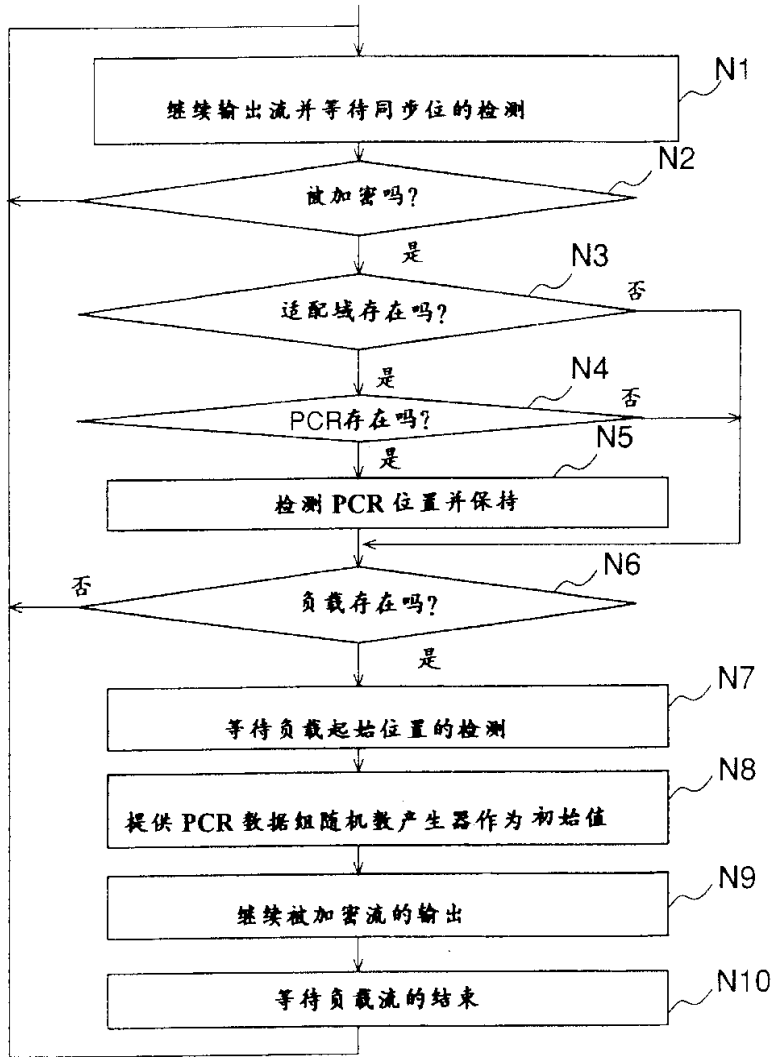 N1
继续输出流并等待同步位的检测
N2
被加密吗?
是
N3
适配域存在吗?
否
是
N4
PCR存在吗?
否
是
N5
检测 PCR 位置并保持
N6
否
负载存在吗?
是
N7
等待负载起始位置的检测
N8
提供 PCR 数据组随机数产生器作为 初始值
N9
继续被加密流的输出
N10
等待负载流的结束